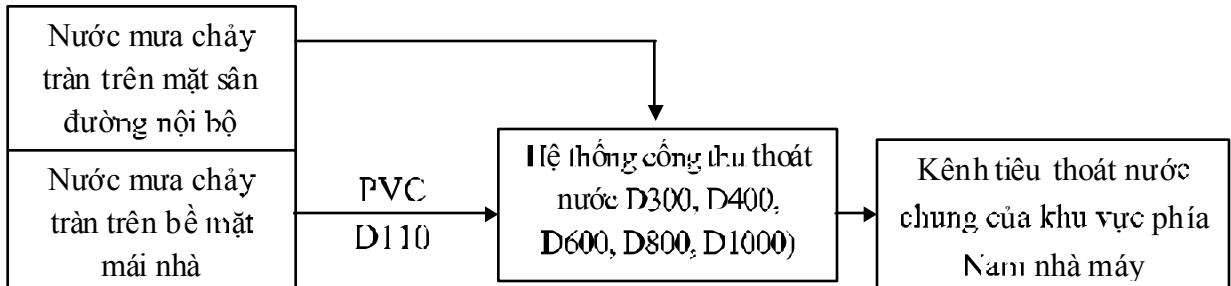 Nước mưa chảy
tràn trên mặt sân
đường nội bộ
Nước mưa chảy
tràn trên bề mặt
mái nhà
PVC
D110
Hệ thống cống thu thoát
nước D300, D400,
D600, D800, D1000)
Kênh tiêu thoát nước
chung của khu vực phía
Nam nhà máy